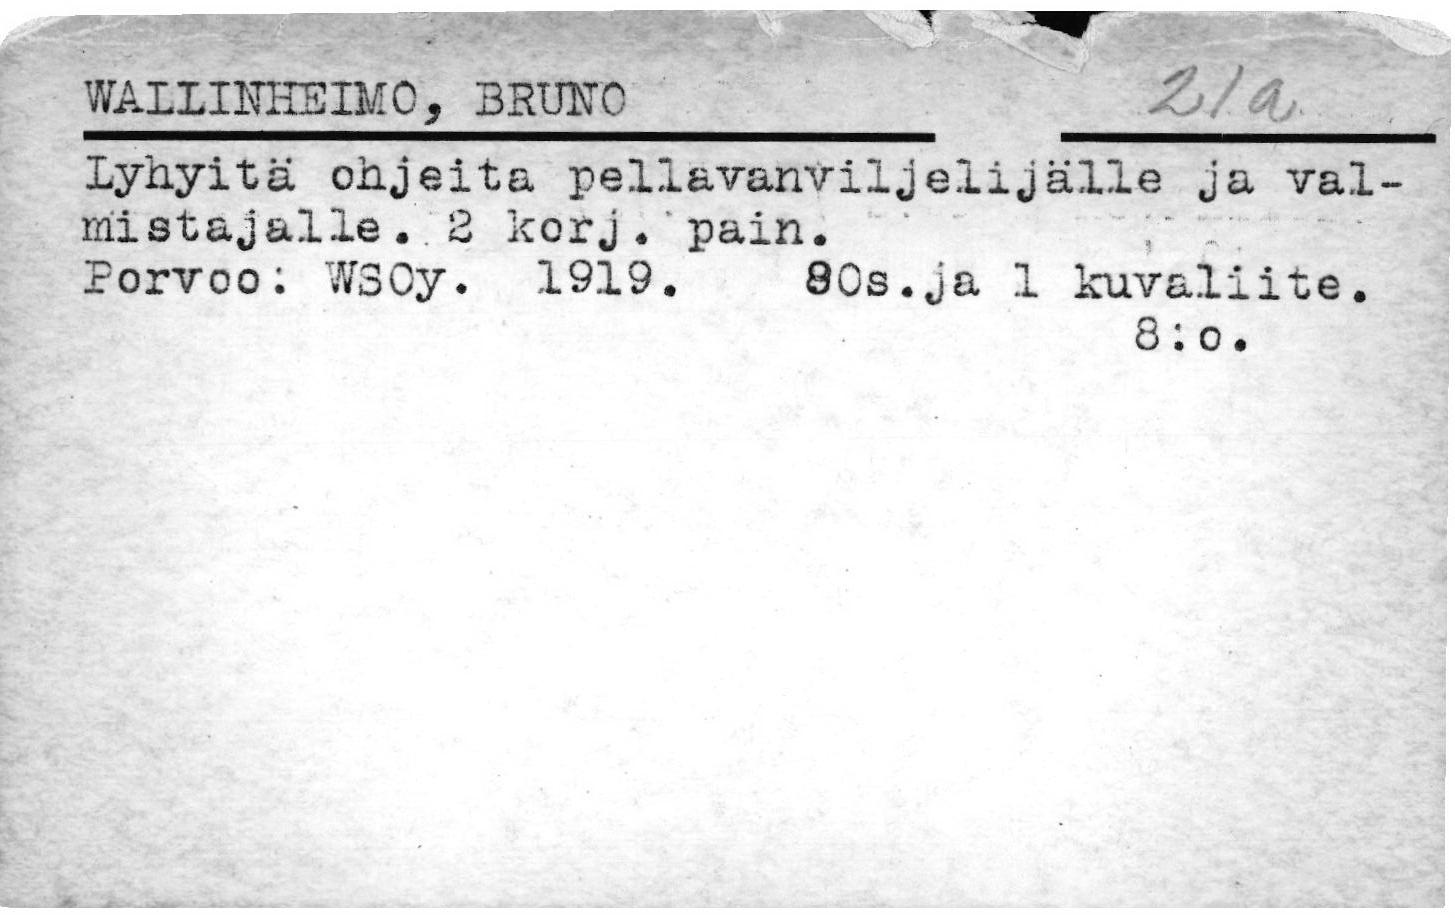 WALLINHEIMO, BRUNO 21a
Lyhyitä ohjeita pellavanviljelijälle ja val-
mistajalle. 2 korj. pain.
Porvoo: WSOy. 1919. 80s.ja 1 kuvaliite.
8:o.